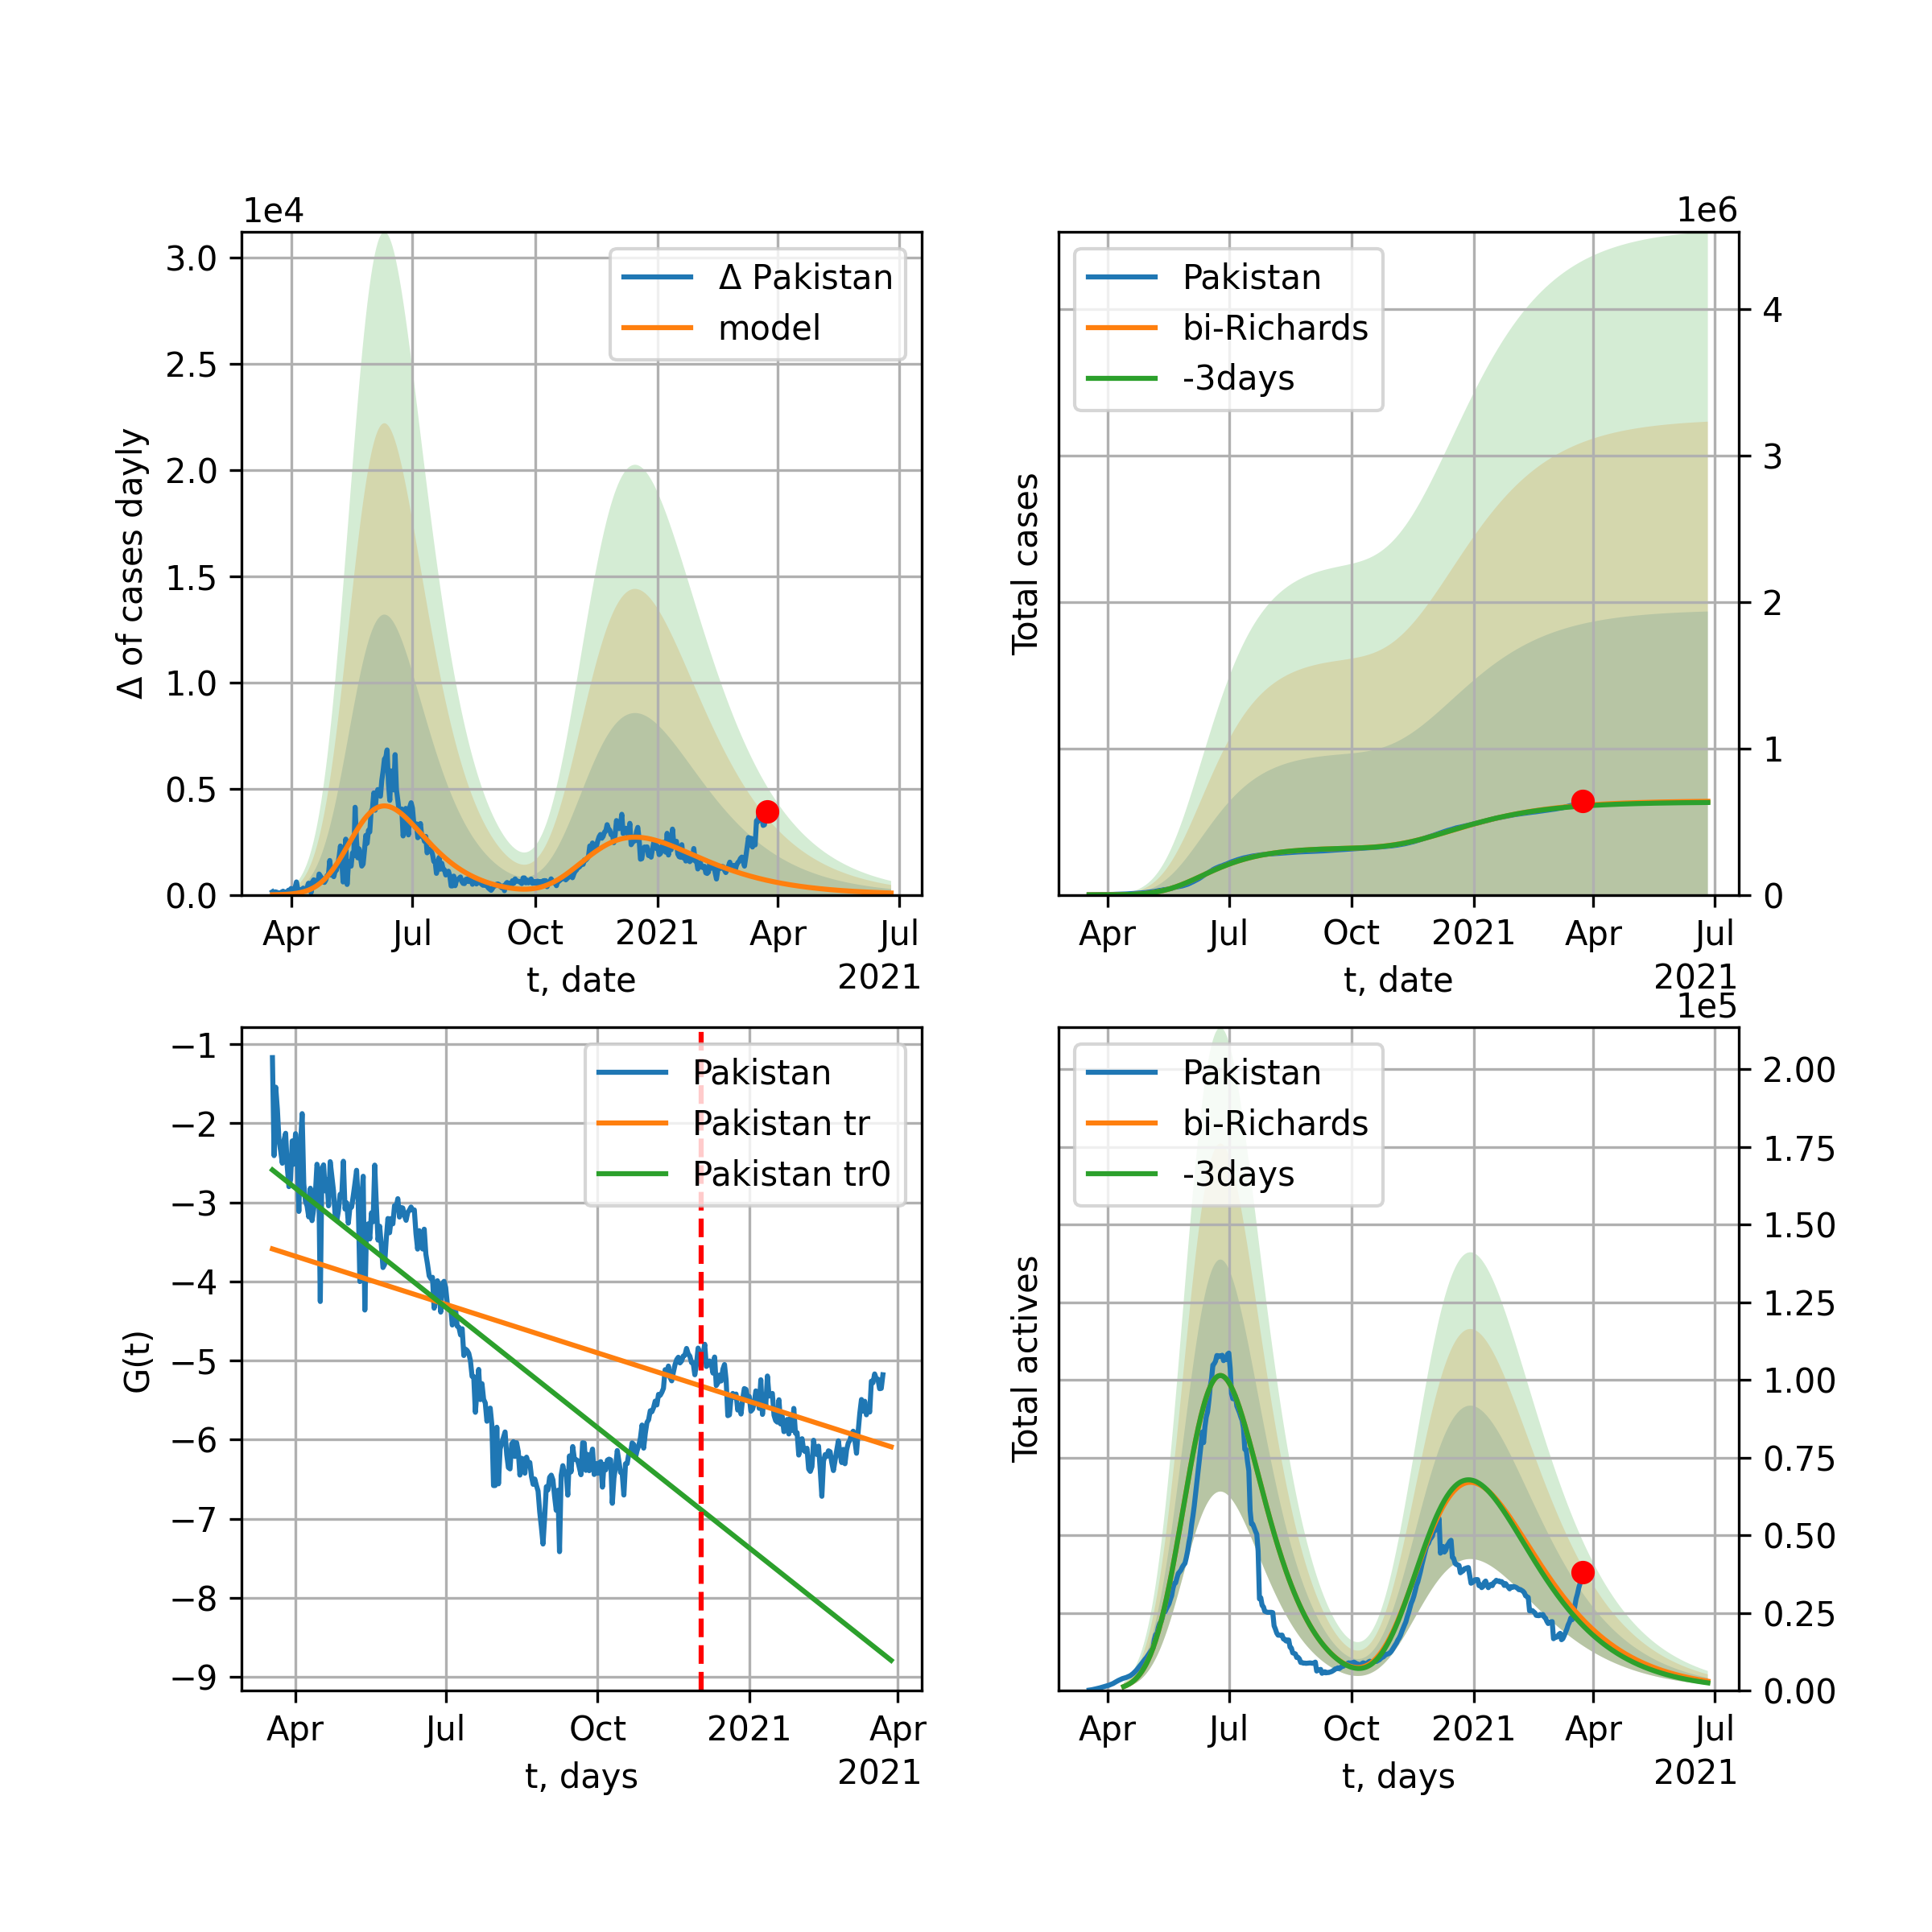 1e4
3.0
2.5
2.0
1.5
1.0
0.5
0.0
Δ of cases dayly
Δ Pakistan
model
Apr Jul Oct 2021 Apr Jul
t, date 2021
1e6
4
3
2
1
0
Total cases
Pakistan
bi-Richards
-3days
Apr Jul Oct 2021 Apr Jul
t, date 2021
−1
−2
−3
−4
−5
−6
−7
−8
−9
G(t)
Pakistan
Pakistan tr
Pakistan tr0
Apr Jul Oct 2021 Apr
t, days 2021
1e5
2.00
1.75
1.50
1.25
1.00
0.75
0.50
0.25
0.00
Total actives
Pakistan
bi-Richards
-3days
Apr Jul Oct 2021 Apr Jul
t, days 2021